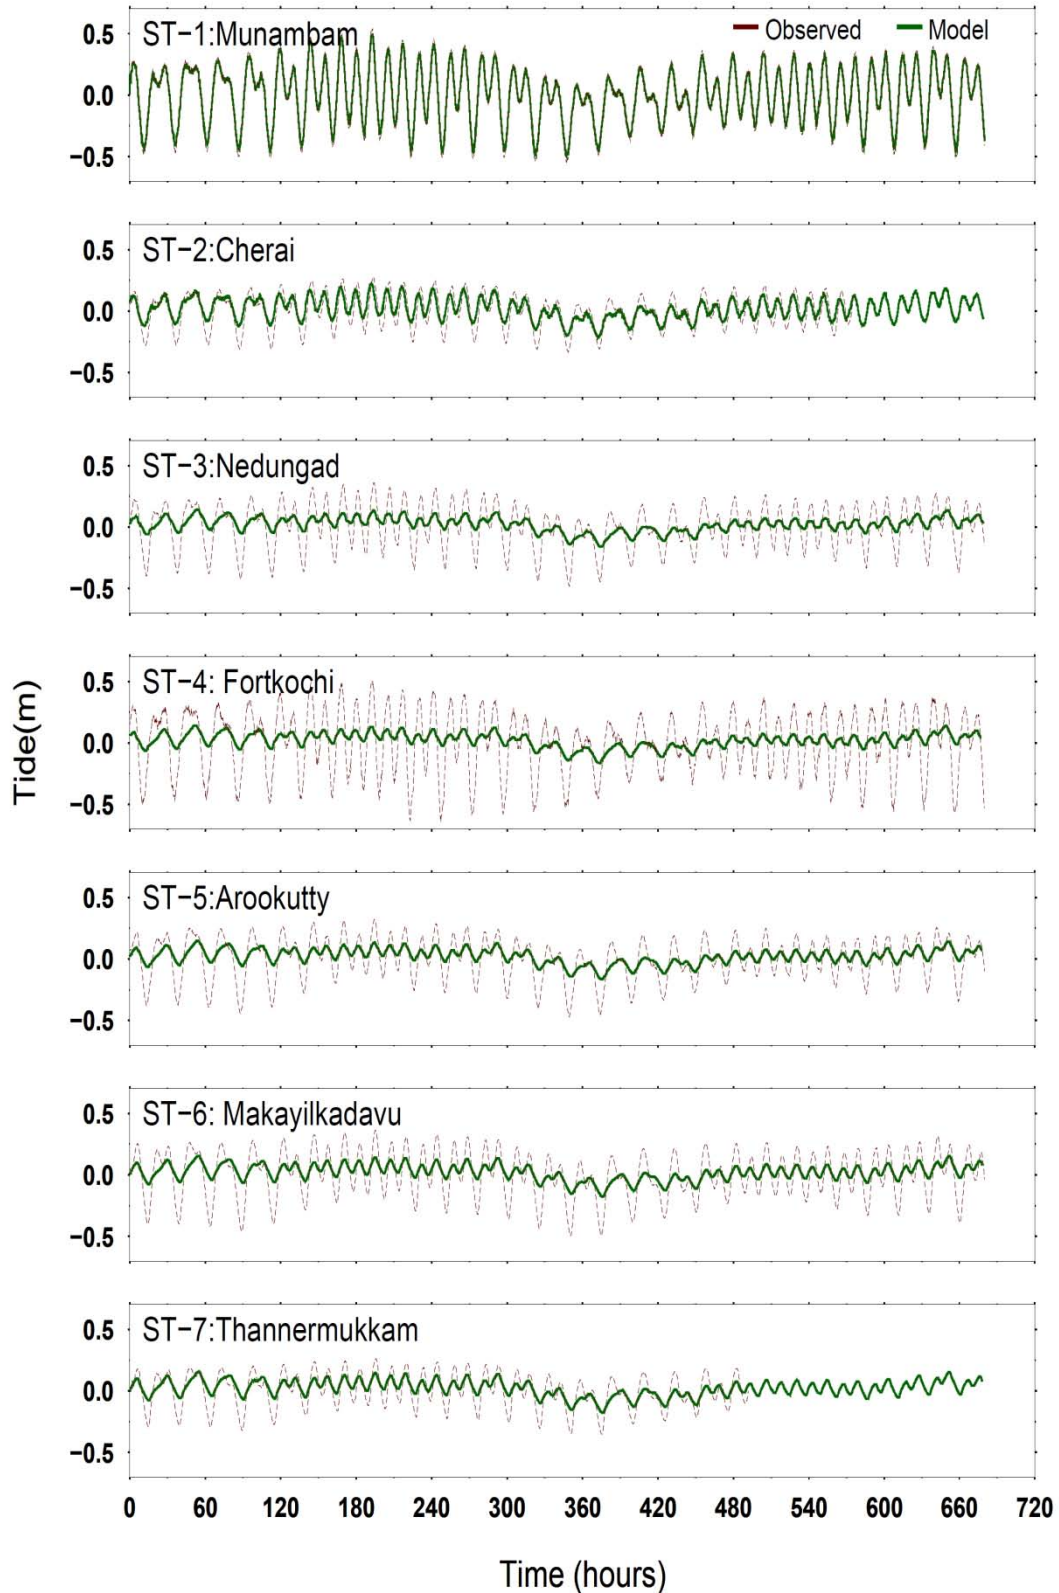 ST−1:Munambam
Observed
Model
0.5
0.0
−0.5
ST−2:Cherai
0.5
0.0
−0.5
ST−3:Nedungad
0.5
0.0
−0.5
ST−4: Fortkochi
0.5
0.0
−0.5
Tide(m)
ST−5:Arookutty
0.5
0.0
−0.5
ST−6: Makayilkadavu
0.5
0.0
−0.5
ST−7:Thannermukkam
0.5
0.0
−0.5
0 60 120 180 240 300 360 420 480 540 600 660 720
Time (hours)